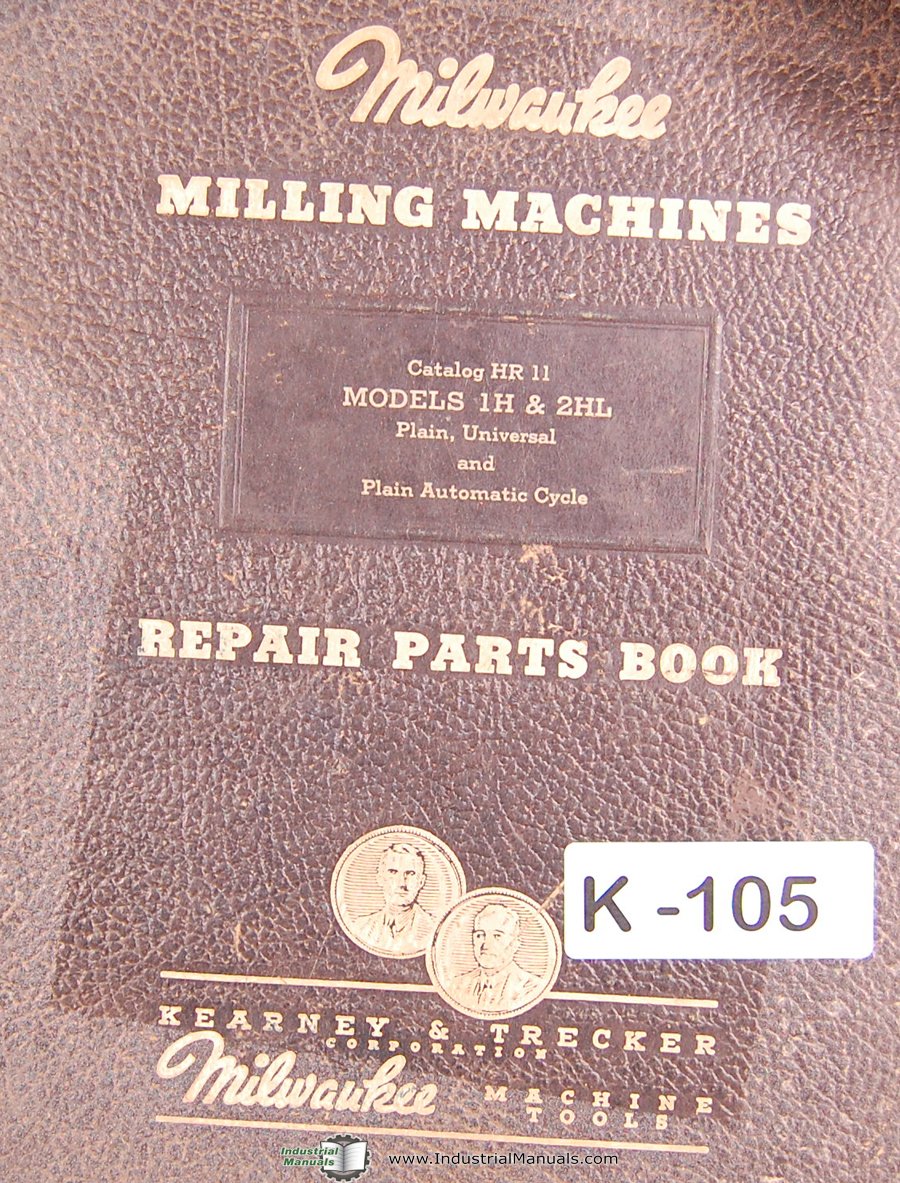 Milwaukee
MILLING MACHINES
Catalog HR 11
MODELS 1H & 2HL
Plain, Universal
and
Plain Automatic Cycle
REPAIR PARTS BOOK
K-105
KEARNEY & TRECKER
CORPORATION
Milwaukee MACHINE
TOOLS
Industrial
Manuals
www.IndustrialManuals.com